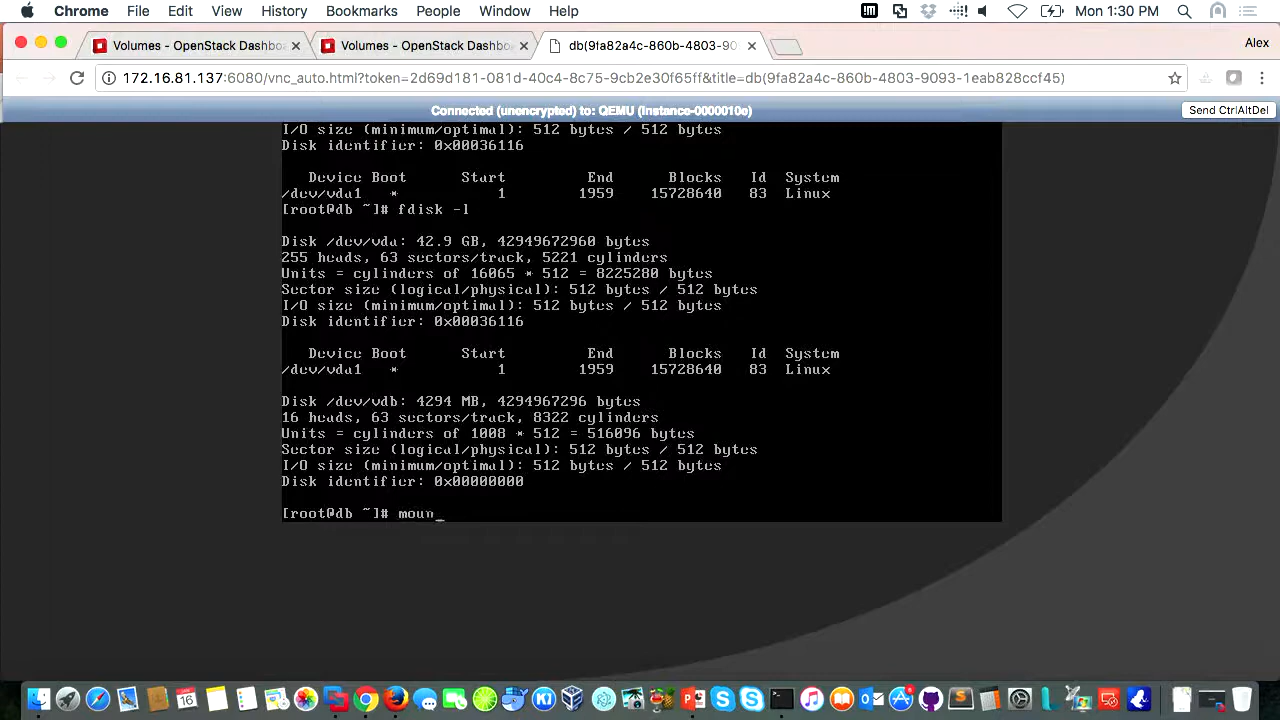 Chrome File Edit View History Bookmarks People Window Help Mon 1:30 PM
Volumes - OpenStack Dashbo
Volumes - OpenStack Dashbo
db(9fa82a4c-860b-4803-90
Alex
172.16.81.137:6080/vnc_auto.html?token=2d69d181-081d-40c4-8c75-9cb2e30f65ff&title=db(9fa82a4c-860b-4803-9093-1eab828ccf45)
Connected (unencrypted) to: QEMU (instance-0000010e)
Send CtrlAltDel
I/O size (minimum/optimal): 512 bytes / 512 bytes
Disk identifier: 0x00036116
Device Boot Start End Blocks Id System
/dev/vda1 * 1 1959 15728640 83 Linux
[root@db ~]# fdisk -l
Disk /dev/vda: 42.9 GB, 42949672960 bytes
255 heads, 63 sectors/track, 5221 cylinders
Units = cylinders of 16065 * 512 = 8225280 bytes
Sector size (logical/physical): 512 bytes / 512 bytes
I/O size (minimum/optimal): 512 bytes / 512 bytes
Disk identifier: 0x00036116
Device Boot Start End Blocks Id System
/dev/vda1 * 1 1959 15728640 83 Linux
Disk /dev/vdb: 4294 MB, 4294967296 bytes
16 heads, 63 sectors/track, 8322 cylinders
Units = cylinders of 1008 * 512 = 516096 bytes
Sector size (logical/physical): 512 bytes / 512 bytes
I/O size (minimum/optimal): 512 bytes / 512 bytes
Disk identifier: 0x00000000
[root@db ~]# moun_